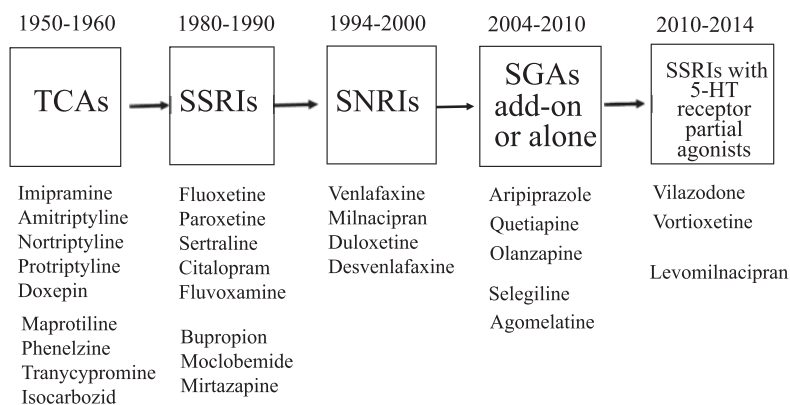 1950-1960
1980-1990
1994-2000
2004-2010
2010-2014
TCAs
SSRIs
SNRIs
SGAs
add-on
or alone
SSRIs with
5-HT
receptor
partial
agonists
Imipramine
Amitriptyline
Nortriptyline
Protriptyline
Doxepin
Maprotiline
Phenelzine
Tranycypromine
Isocarbozid
Fluoxetine
Paroxetine
Sertraline
Citalopram
Fluvoxamine
Bupropion
Moclobemide
Mirtazapine
Venlafaxine
Milnacipran
Duloxetine
Desvenlafaxine
Aripiprazole
Quetiapine
Olanzapine
Selegiline
Agomelatine
Vilazodone
Vortioxetine
Levomilnacipran